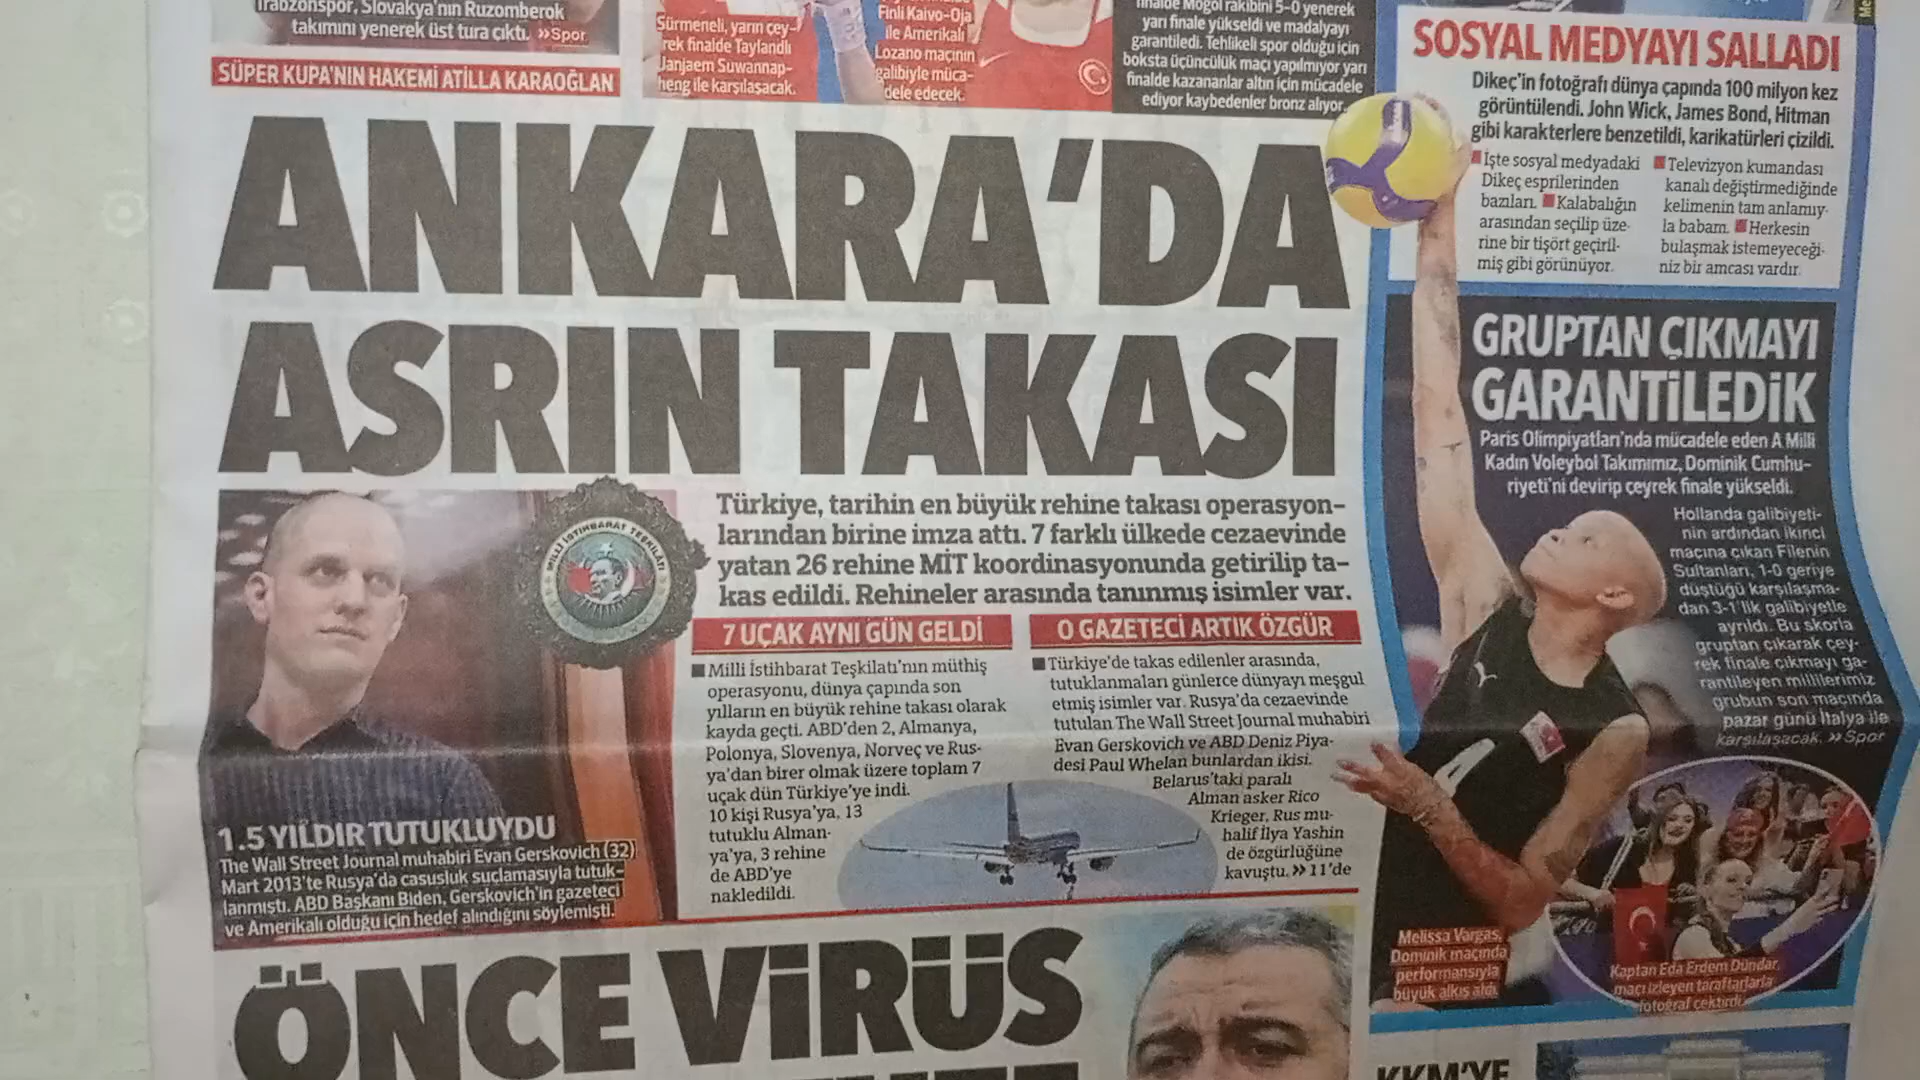 Trabzonspor, Slovakya'nın Ruzomberok
takımını yenerek üst tura çıktı. »Spor
SÜPER KUPA'NIN HAKEMİ ATİLLA KARAOĞLAN
Sürmeneli, yarın çey-
rek finalde Taylandlı
Janjaem Suwannap-
heng ile karşılaşacak.
Finli Kaivo-Oja
ile Amerikalı
Lozano maçının
galibiyle müca-
dele edecek.
finalde Moğol rakibini 5-0 yenerek
yarı finale yükseldi ve madalyayı
garantiledi. Tehlikeli spor olduğu için
boksta üçüncülük maçı yapılmıyor yarı
finalde kazananlar altın için mücadele
ediyor kaybedenler bronz alıyor.
SOSYAL MEDYAYI SALLADI
Dikeç'in fotoğrafı dünya çapında 100 milyon kez
görüntülendi. John Wick, James Bond, Hitman
gibi karakterlere benzetildi, karikatürleri çizildi.
İşte sosyal medyadaki
Dikeç esprilerinden
bazıları. Kalabalığın
arasından seçilip üze-
rine bir tişört geçiril-
miş gibi görünüyor.
Televizyon kumandası
kanalı değiştirmediğinde
kelimenin tam anlamıy-
la babam. Herkesin
bulaşmak istemeyeceği-
niz bir amcası vardır.
ANKARA'DA
ASRIN TAKASI
Türkiye, tarihin en büyük rehine takası operasyon-
larından birine imza attı. 7 farklı ülkede cezaevinde
yatan 26 rehine MİT koordinasyonunda getirilip ta-
kas edildi. Rehineler arasında tanınmış isimler var.
MİLLİ İSTİHBARAT TEŞKİLATI
7 UÇAK AYNI GÜN GELDİ
Milli İstihbarat Teşkilatı'nın müthiş
operasyonu, dünya çapında son
yılların en büyük rehine takası olarak
kayda geçti. ABD'den 2, Almanya,
Polonya, Slovenya, Norveç ve Rus-
ya'dan birer olmak üzere toplam 7
uçak dün Türkiye'ye indi.
10 kişi Rusya'ya, 13
tutuklu Alman-
ya'ya, 3 rehine
de ABD'ye
nakledildi.
O GAZETECİ ARTIK ÖZGÜR
Türkiye'de takas edilenler arasında,
tutuklanmaları günlerce dünyayı meşgul
etmiş isimler var. Rusya'da cezaevinde
tutulan The Wall Street Journal muhabiri
Evan Gerskovich ve ABD Deniz Piya-
desi Paul Whelan bunlardan ikisi.
Belarus'taki paralı
Alman asker Rico
Krieger, Rus mu-
halif İlya Yashin
de özgürlüğüne
kavuştu. »11'de
1.5 YILDIR TUTUKLUYDU
The Wall Street Journal muhabiri Evan Gerskovich (32)
Mart 2013'te Rusya'da casusluk suçlamasıyla tutuk-
lanmıştı. ABD Başkanı Biden, Gerskovich'in gazeteci
ve Amerikalı olduğu için hedef alındığını söylemişti.
GRUPTAN ÇIKMAYI
GARANTİLEDİK
Paris Olimpiyatları'nda mücadele eden A Milli
Kadın Voleybol Takımımız, Dominik Cumhu-
riyeti'ni devirip çeyrek finale yükseldi.
Hollanda galibiyeti-
nin ardından ikinci
maçına çıkan Filenin
Sultanları, 1-0 geriye
düştüğü karşılaşma-
dan 3-1'lik galibiyetle
ayrıldı. Bu skorla
gruptan çıkarak çey-
rek finale çıkmayı ga-
rantileyen millilerimiz
grubun son maçında
pazar günü İtalya ile
karşılaşacak. »Spor
Melissa Vargas,
Dominik maçında
performansıyla
büyük alkış aldı.
Kaptan Eda Erdem Dündar,
maçı izleyen taraftarlarla
fotoğraf çektirdi.
ÖNCE VİRÜS
KKM'YE